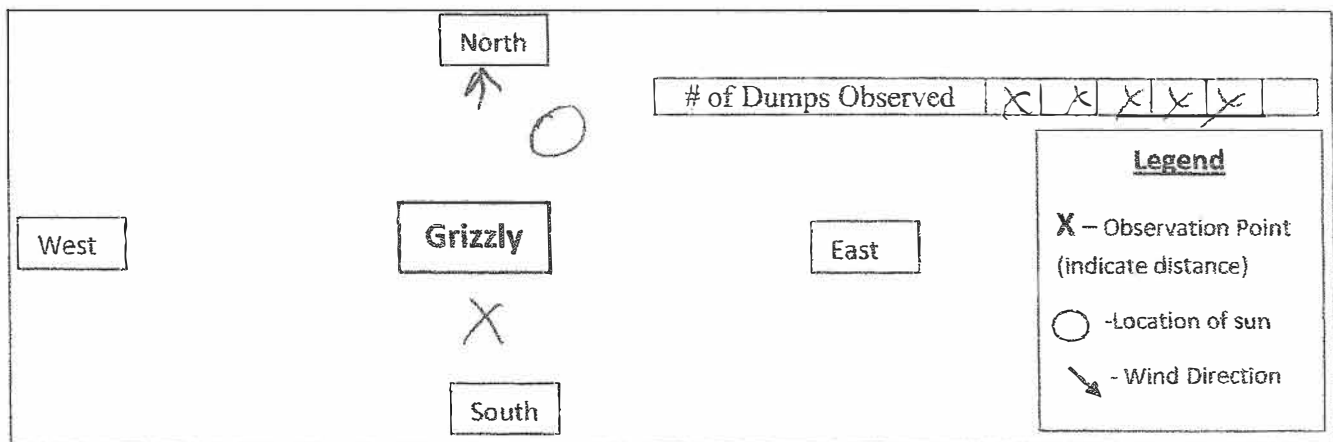 North
# of Dumps Observed X X X X X
Legend
West
Grizzly
East
X – Observation Point
(indicate distance)
X
-Location of sun
- Wind Direction
South